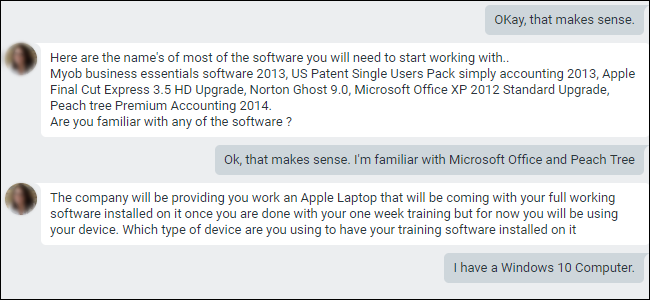 OKay, that makes sense.
Here are the name's of most of the software you will need to start working with..
Myob business essentials software 2013, US Patent Single Users Pack simply accounting 2013, Apple
Final Cut Express 3.5 HD Upgrade, Norton Ghost 9.0, Microsoft Office XP 2012 Standard Upgrade,
Peach tree Premium Accounting 2014.
Are you familiar with any of the software ?
Ok, that makes sense. I'm familiar with Microsoft Office and Peach Tree
The company will be providing you work an Apple Laptop that will be coming with your full working
software installed on it once you are done with your one week training but for now you will be using
your device. Which type of device are you using to have your training software installed on it
I have a Windows 10 Computer.